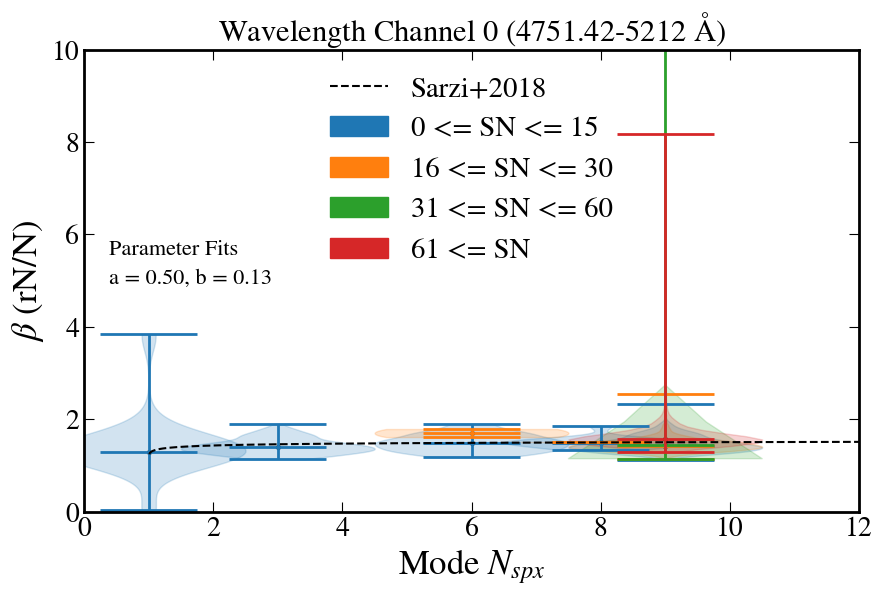 Wavelength Channel 0 (4751.42-5212 Å)
10
8
6
4
2
0
β (rN/N)
Sarzi+2018
0 <= SN <= 15
16 <= SN <= 30
31 <= SN <= 60
61 <= SN
Parameter Fits
a = 0.50, b = 0.13
0 2 4 6 8 10 12
Mode N_{spx}